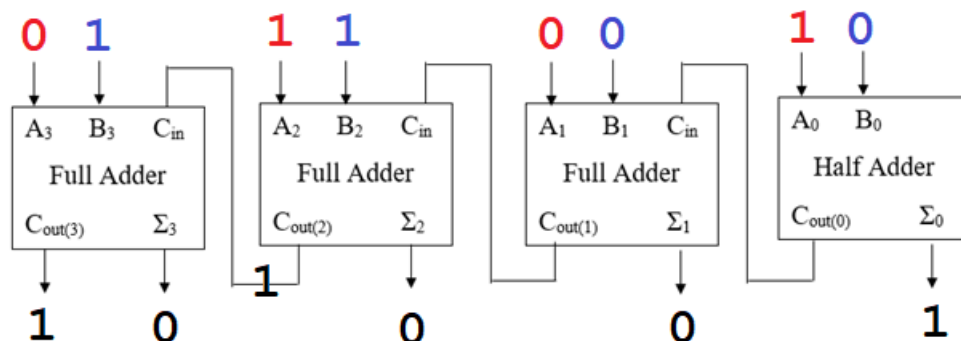 0 1 1 1 0 0 1 0
A₃ B₃ Cᵢₙ A₂ B₂ Cᵢₙ A₁ B₁ Cᵢₙ A₀ B₀
Full Adder Full Adder Full Adder Half Adder
Cout(3) Σ₃ Cout(2) Σ₂ Cout(1) Σ₁ Cout(0) Σ₀
1
1 0 0 0 1